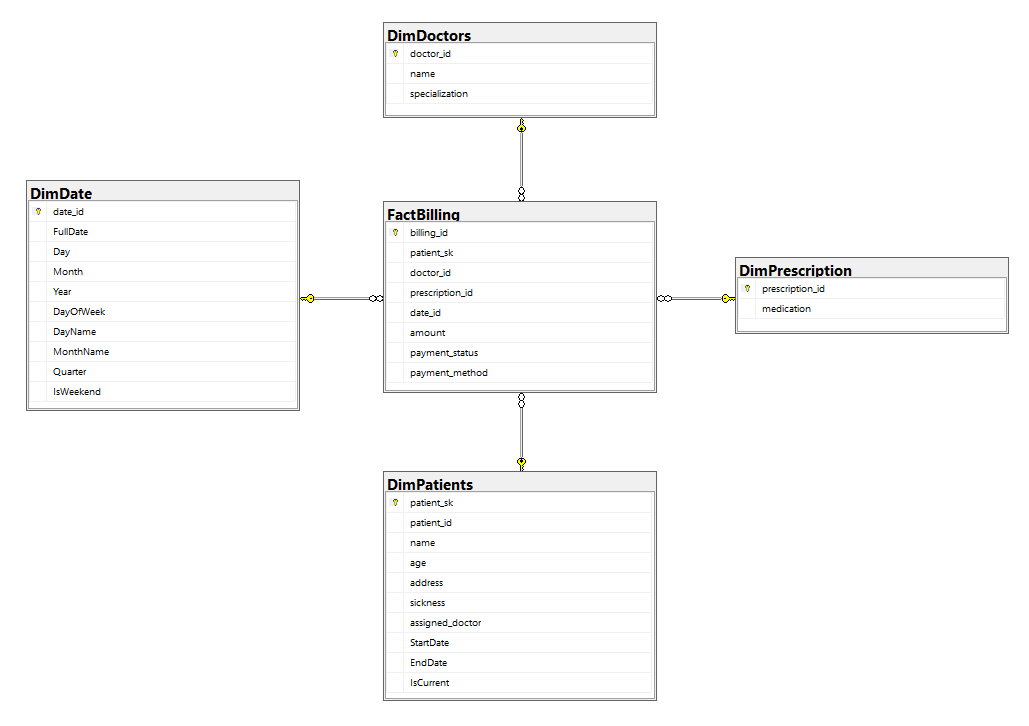 DimDoctors
doctor_id
name
specialization
DimDate
date_id
FullDate
Day
Month
Year
DayOfWeek
DayName
MonthName
Quarter
IsWeekend
FactBilling
billing_id
patient_sk
doctor_id
prescription_id
date_id
amount
payment_status
payment_method
DimPrescription
prescription_id
medication
DimPatients
patient_sk
patient_id
name
age
address
sickness
assigned_doctor
StartDate
EndDate
IsCurrent